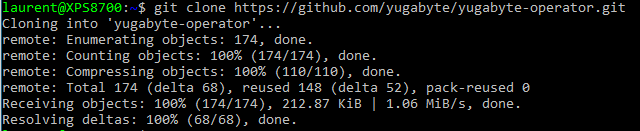 laurent@XPS8700:~$ git clone https://github.com/yugabyte/yugabyte-operator.git
Cloning into 'yugabyte-operator'...
remote: Enumerating objects: 174, done.
remote: Counting objects: 100% (174/174), done.
remote: Compressing objects: 100% (110/110), done.
remote: Total 174 (delta 68), reused 148 (delta 52), pack-reused 0
Receiving objects: 100% (174/174), 212.87 KiB | 1.06 MiB/s, done.
Resolving deltas: 100% (68/68), done.